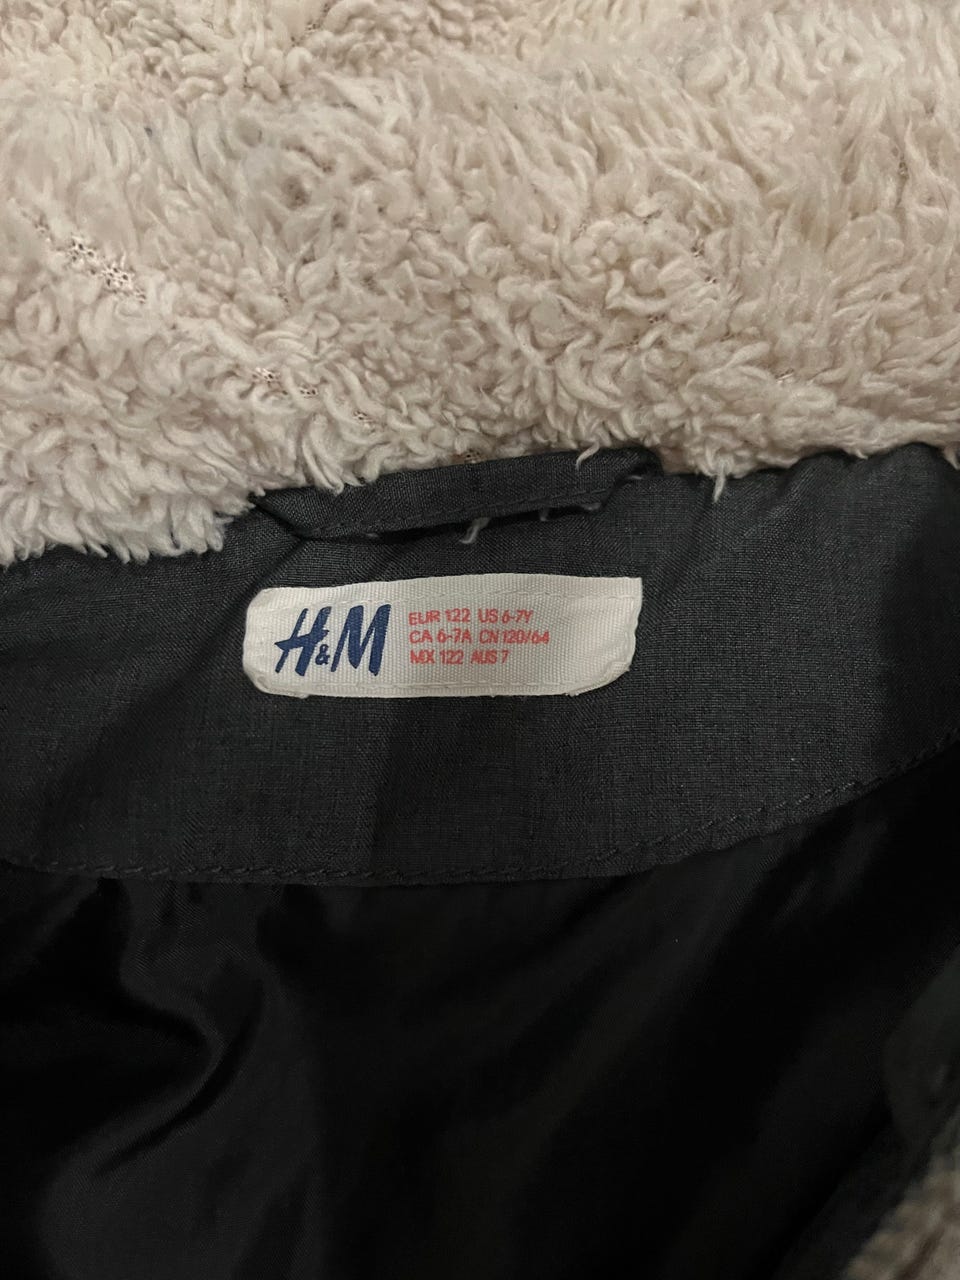 H&M
EUR 122 US 6-7Y
CA 6-7A CN 120/64
MX 122 AUS 7